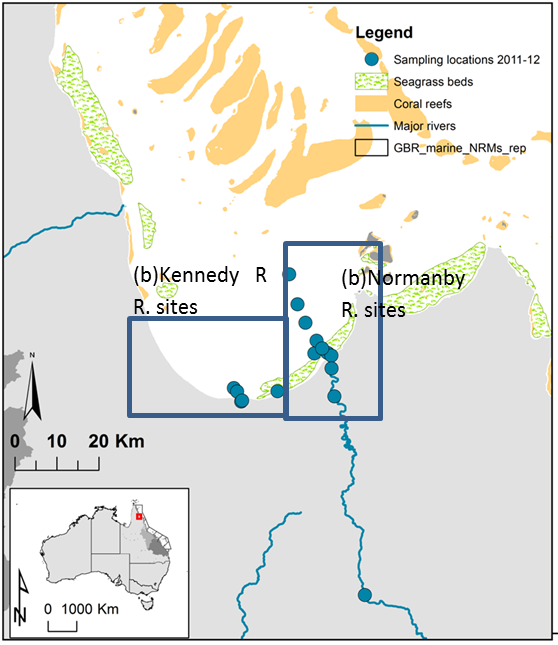 Legend
Sampling locations 2011-12
Seagrass beds
Coral reefs
Major rivers
GBR_marine_NRMs_rep
(b)Kennedy R
R. sites
(b)Normanby
R. sites
N
0 10 20 Km
N
0 1000 Km